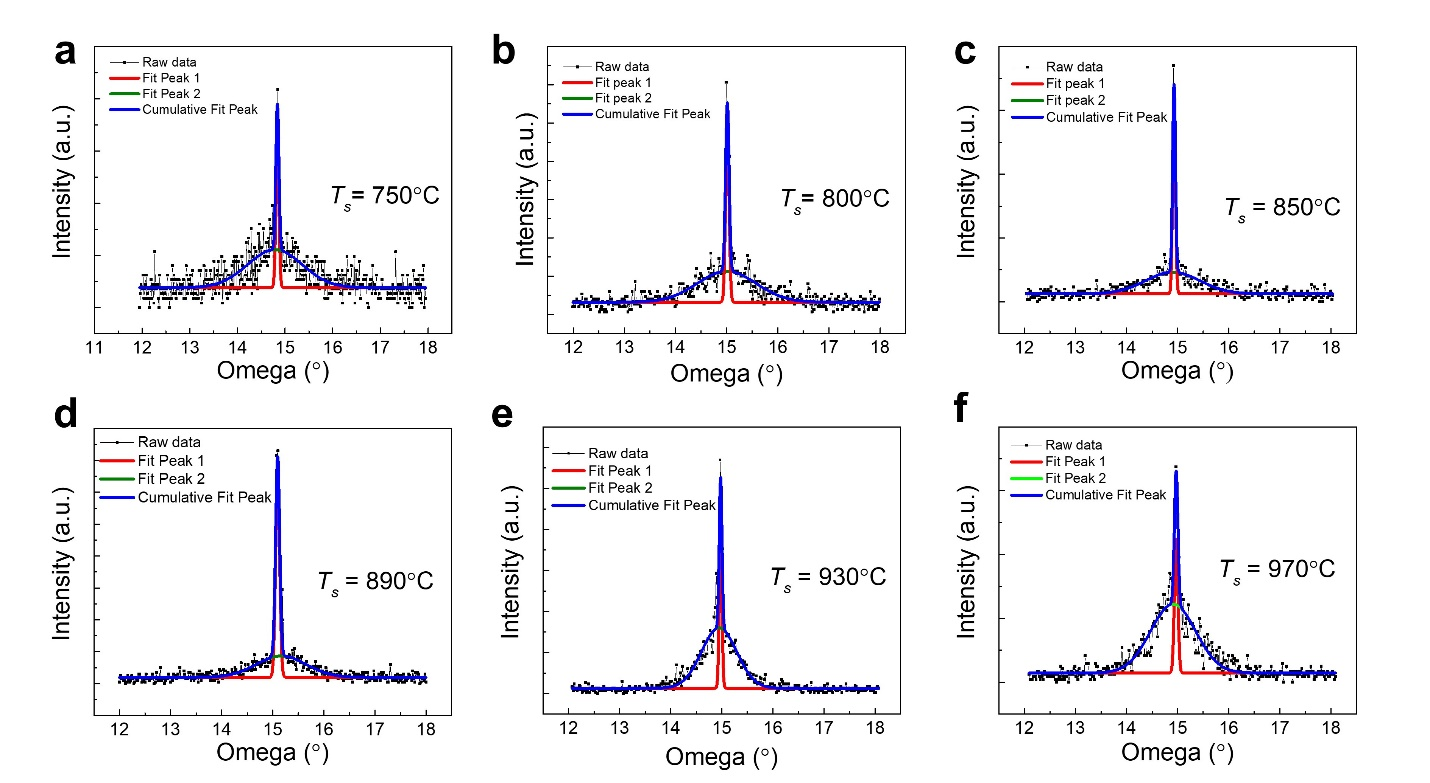 a
Raw data
Fit Peak 1
Fit Peak 2
Cumulative Fit Peak
Ts= 750°C
Intensity (a.u.)
11 12 13 14 15 16 17 18
Omega (°)
b
Raw data
Fit peak 1
Fit peak 2
Cumulative Fit Peak
Ts= 800°C
Intensity (a.u.)
12 13 14 15 16 17 18
Omega (°)
c
Raw data
Fit peak 1
Fit peak 2
Cumulative Fit Peak
Ts = 850°C
Intensity (a.u.)
12 13 14 15 16 17 18
Omega (°)
d
Raw data
Fit Peak 1
Fit Peak 2
Cumulative Fit Peak
Ts = 890°C
Intensity (a.u.)
12 13 14 15 16 17 18
Omega (°)
e
Raw data
Fit Peak 1
Fit Peak 2
Cumulative Fit Peak
Ts = 930°C
Intensity (a.u.)
12 13 14 15 16 17 18
Omega (°)
f
Raw data
Fit Peak 1
Fit Peak 2
Cumulative Fit Peak
Ts = 970°C
Intensity (a.u.)
12 13 14 15 16 17 18
Omega (°)